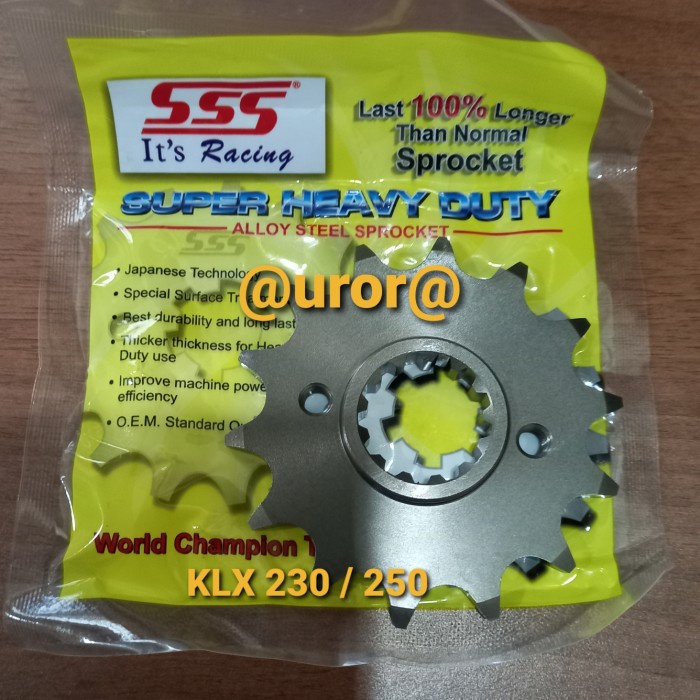 SSS®
It's Racing
Last 100% Longer
Than Normal
Sprocket
SUPER HEAVY DUTY
ALLOY STEEL SPROCKET
SSS
@uror@
• Japanese Technology
• Special Surface
• Best durability and long last
• Thicker thickness for
Duty use
• Improve machine
efficiency
• O.E.M. Standard
World Champion
KLX 230 / 250